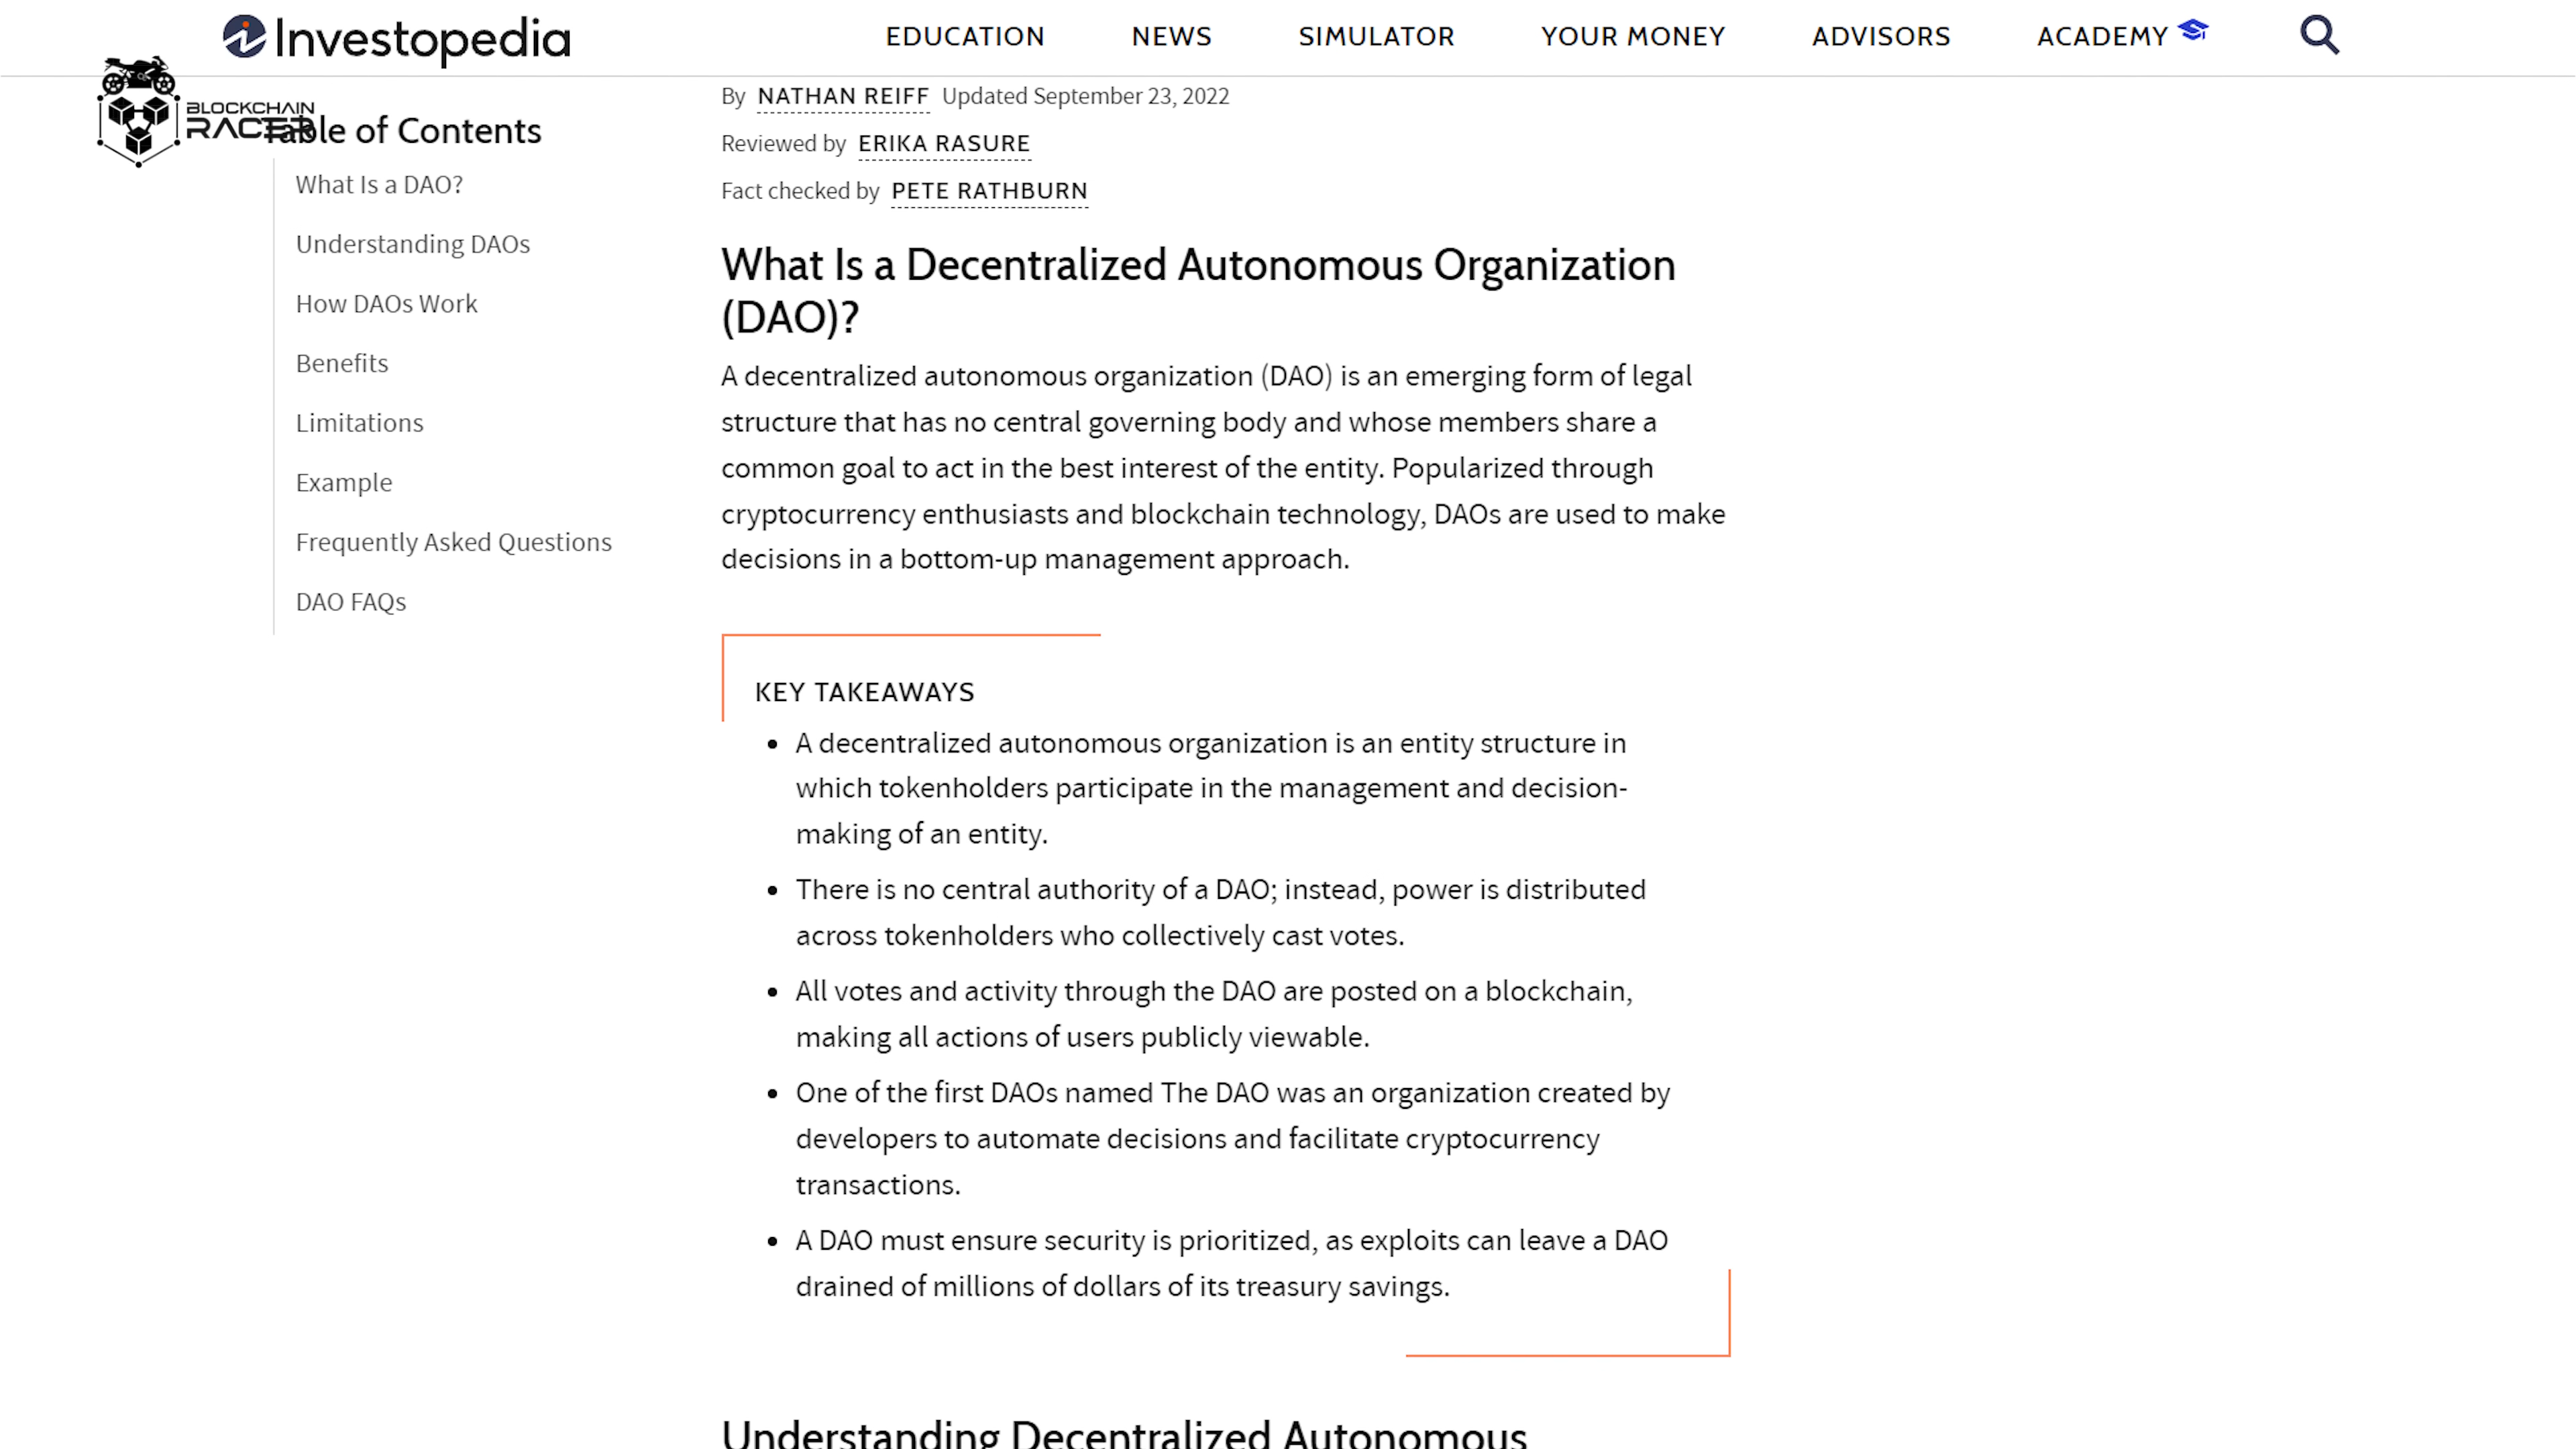 Investopedia
EDUCATION
NEWS
SIMULATOR
YOUR MONEY
ADVISORS
ACADEMY
BLOCKCHAIN
RACER
Table of Contents
What Is a DAO?
Understanding DAOs
How DAOs Work
Benefits
Limitations
Example
Frequently Asked Questions
DAO FAQs
By NATHAN REIFF Updated September 23, 2022
Reviewed by ERIKA RASURE
Fact checked by PETE RATHBURN
What Is a Decentralized Autonomous Organization
(DAO)?
A decentralized autonomous organization (DAO) is an emerging form of legal
structure that has no central governing body and whose members share a
common goal to act in the best interest of the entity. Popularized through
cryptocurrency enthusiasts and blockchain technology, DAOs are used to make
decisions in a bottom-up management approach.
KEY TAKEAWAYS
• A decentralized autonomous organization is an entity structure in
which tokenholders participate in the management and decision-
making of an entity.
• There is no central authority of a DAO; instead, power is distributed
across tokenholders who collectively cast votes.
• All votes and activity through the DAO are posted on a blockchain,
making all actions of users publicly viewable.
• One of the first DAOs named The DAO was an organization created by
developers to automate decisions and facilitate cryptocurrency
transactions.
• A DAO must ensure security is prioritized, as exploits can leave a DAO
drained of millions of dollars of its treasury savings.
Understanding Decentralized Autonomous